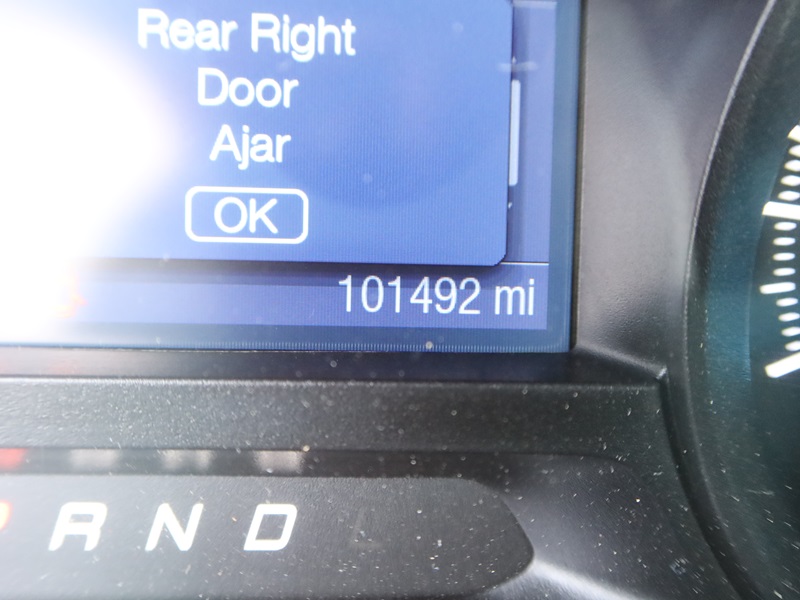 Rear Right
Door
Ajar
OK
101492 mi
P R N D